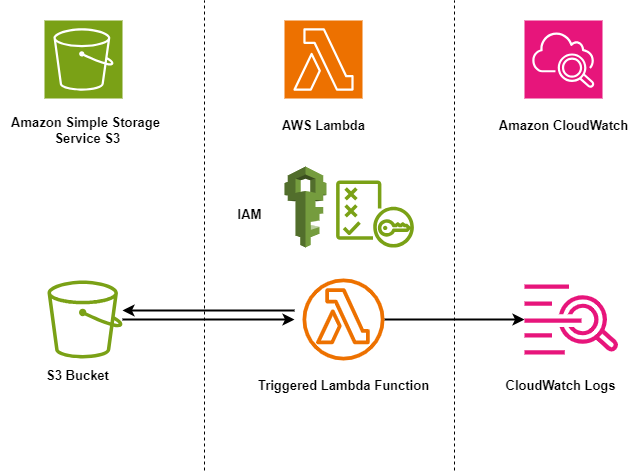 Amazon Simple Storage
Service S3
AWS Lambda
Amazon CloudWatch
IAM
S3 Bucket
Triggered Lambda Function
CloudWatch Logs